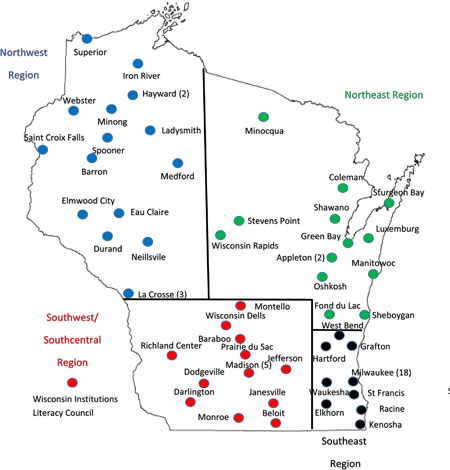 Superior
Northwest
Region
Iron River
Northeast Region
Hayward (2)
Webster
Minong
Minocqua
Ladysmith
Saint Croix Falls
Spooner
Barron
Medford
Coleman
Sturgeon Bay
Elmwood City
Eau Claire
Shawano
Stevens Point
Luxemburg
Durand
Neillsville
Wisconsin Rapids
Green Bay
Appleton (2)
Manitowoc
Oshkosh
La Crosse (3)
Montello
Fond du Lac
Sheboygan
Southwest/
Southcentral
Region
Wisconsin Dells
West Bend
Baraboo
Richland Center
Prairie du Sac
Hartford
Grafton
Madison (5)
Jefferson
Dodgeville
Milwaukee (18)
Wisconsin Institutions
Literacy Council
Darlington
Janesville
Waukesha
St Francis
Elkhorn
Racine
Monroe
Beloit
Kenosha
Southeast
Region